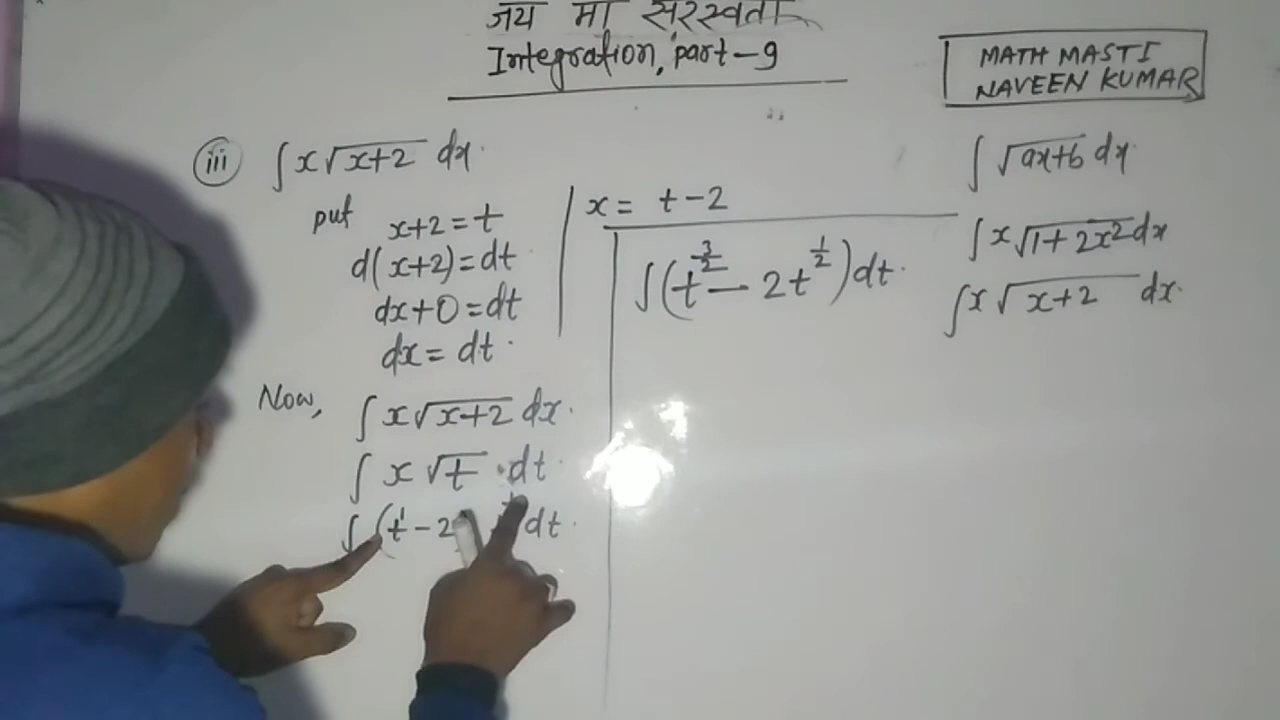 जय मा सरस्वता
Integration, part-9
MATH MASTI
NAVEEN KUMAR
iii ∫ x√(x+2) dx.
put x+2=t
d(x+2)=dt
dx+0=dt
dx=dt.
Now, ∫ x√(x+2) dx.
∫ x√t . dt.
∫ (t¹-2 dt.
x = t-2
∫(t^(3/2) - 2t^(1/2))dt.
∫ √(ax+b) dx.
∫ x√(1+2x²) dx
∫ x√(x+2) dx.